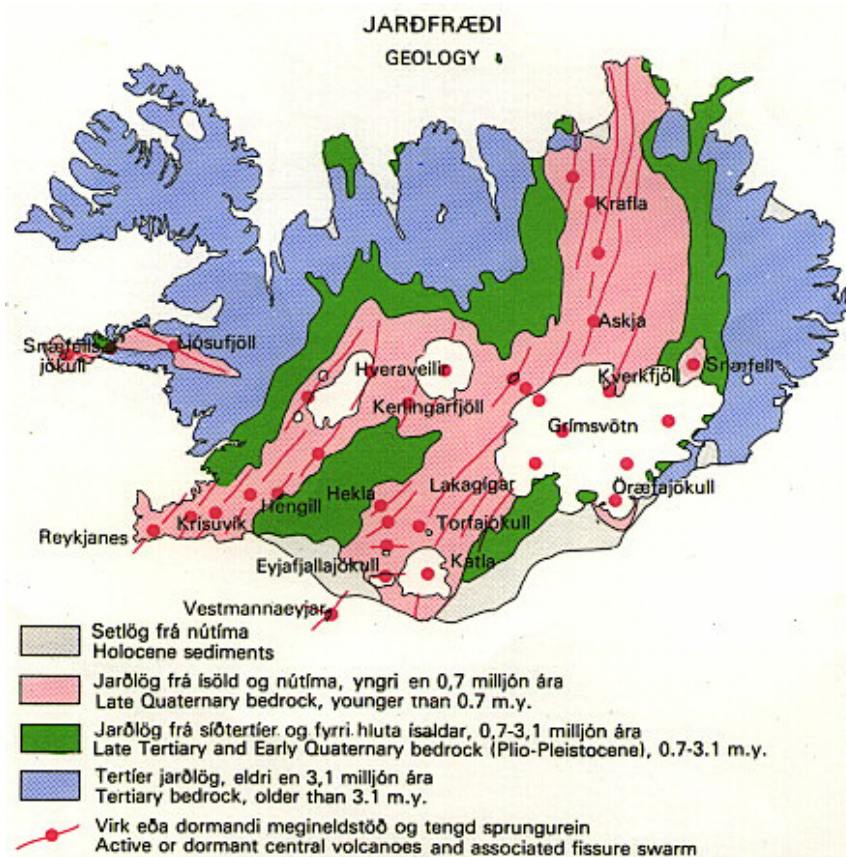 JARÐFRÆÐI
GEOLOGY
Krafla
Askja
Snæfells
jökull
Ljósufjöll
Hveraveilir
Kverkfjöll
Snæfell
Kerlingarfjöll
Grímsvötn
Hekla
Lakagígar
Öræfajökull
Hengill
Krisuvík
Torfajökull
Reykjanes
Eyjafjallajökull
Katla
Vestmannaeyjar
Setlög frá nútíma
Holocene sediments
Jarðlög frá ísöld og nútíma, yngri en 0,7 milljón ára
Late Quaternary bedrock, younger than 0.7 m.y.
Jarðlög frá síðtertíer og fyrri hluta ísaldar, 0,7-3,1 milljón ára
Late Tertiary and Early Quaternary bedrock (Plio-Pleistocene), 0.7-3.1 m.y.
Tertíer jarðlög, eldri en 3,1 milljón ára
Tertiary bedrock, older than 3.1 m.y.
Virk eða dormandi megineldstöð og tengd sprungurein
Active or dormant central volcanoes and associated fissure swarm